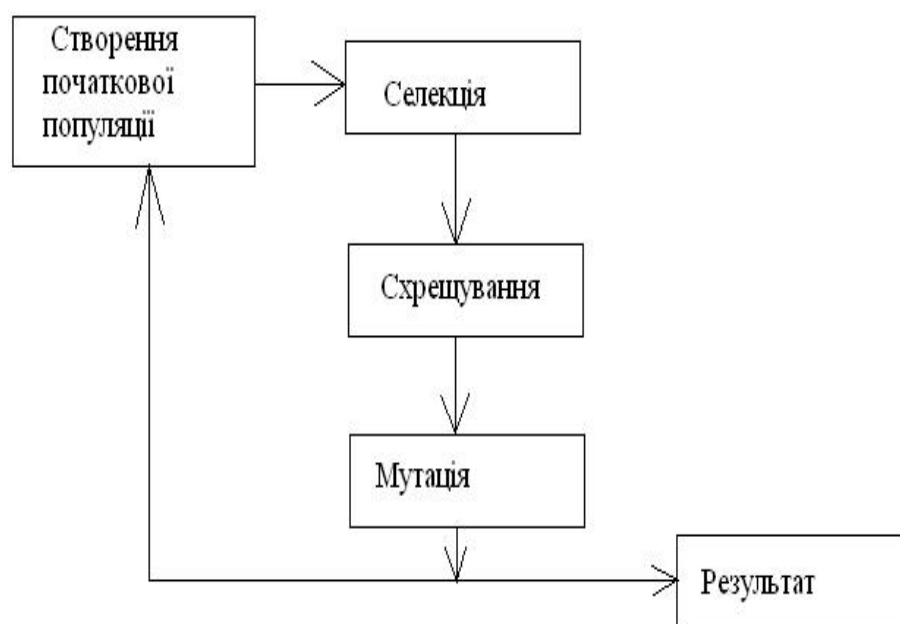 Створення
початкової
популяції
Селекція
Схрещування
Мутація
Результат